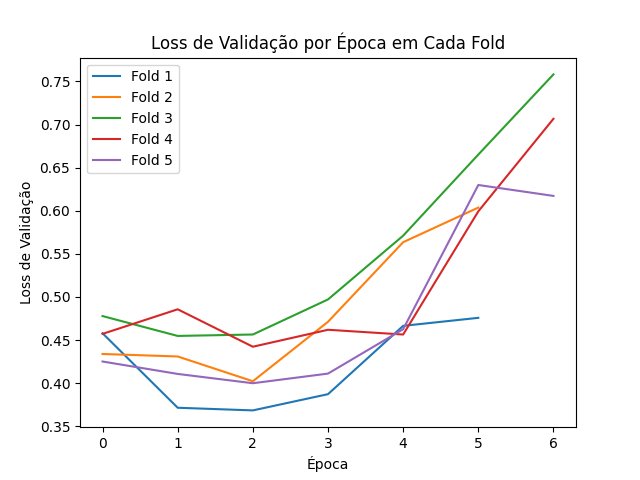 Loss de Validação por Época em Cada Fold
Fold 1
Fold 2
Fold 3
Fold 4
Fold 5
Loss de Validação
0.75
0.70
0.65
0.60
0.55
0.50
0.45
0.40
0.35
0 1 2 3 4 5 6
Época